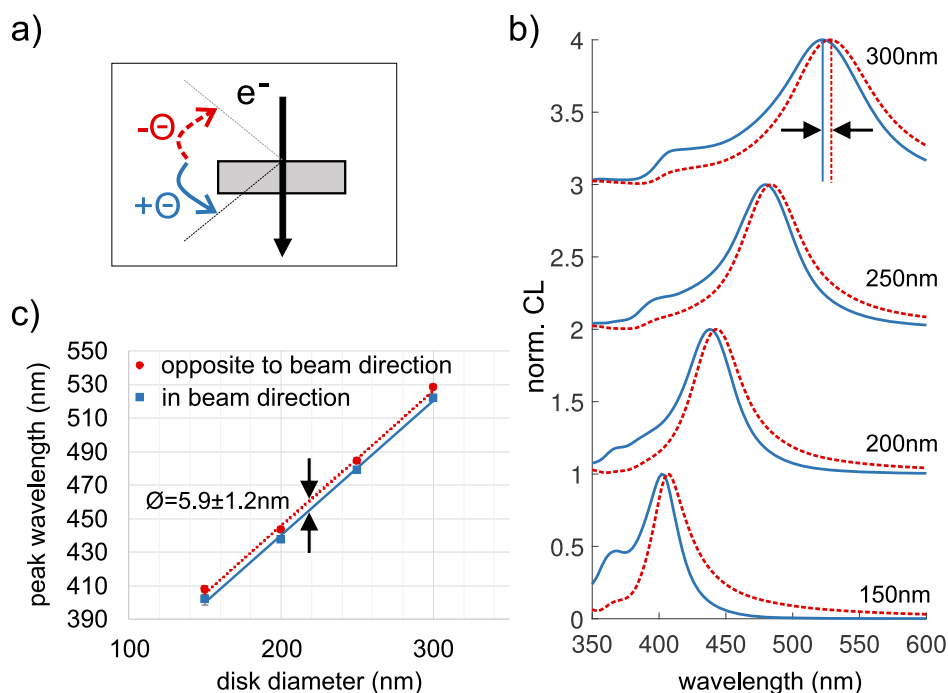 a)
e⁻
-Θ
+Θ
b)
4
3.5
3
2.5
2
1.5
1
0.5
0
norm. CL
300nm
250nm
200nm
150nm
350 400 450 500 550 600
wavelength (nm)
c)
550
530
510
490
470
450
430
410
390
peak wavelength (nm)
opposite to beam direction
in beam direction
Ø=5.9±1.2nm
100 200 300
disk diameter (nm)